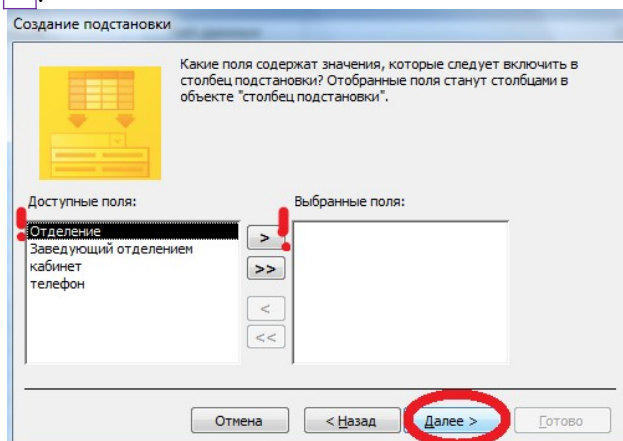 Создание подстановки
Какие поля содержат значения, которые следует включить в
столбец подстановки? Отобранные поля станут столбцами в
объекте "столбец подстановки".
Доступные поля:
Выбранные поля:
!
!
Отделение
Заведующий отделением
кабинет
телефон
>
>>
<
<<
Отмена
< Назад
Далее >
Готово